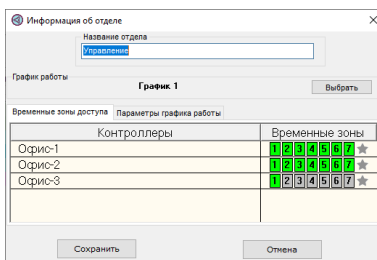 Информация об отделе
Название отдела
Управление
График работы
График 1
Выбрать
Временные зоны доступа Параметры графика работы
Контроллеры Временные зоны
Офис-1 1 2 3 4 5 6 7
Офис-2 1 2 3 4 5 6 7
Офис-3 1 2 3 4 5 6 7
Сохранить Отмена